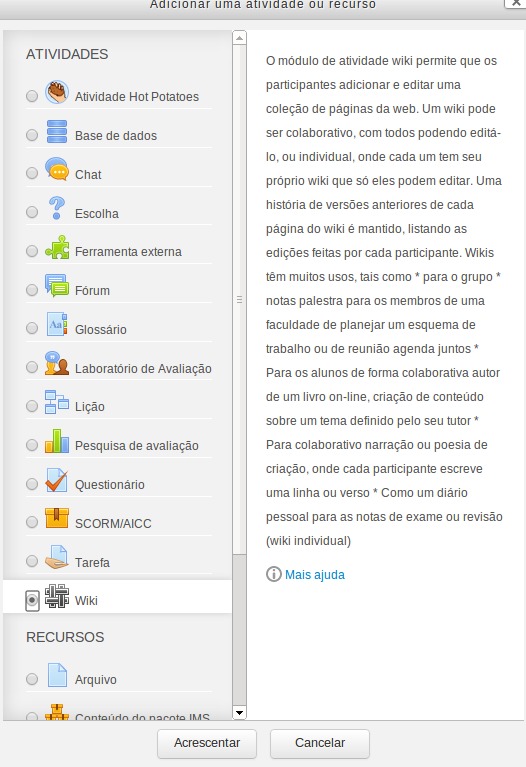 Adicionar uma atividade ou recurso
ATIVIDADES
Atividade Hot Potatoes
Base de dados
Chat
Escolha
Ferramenta externa
Fórum
Glossário
Laboratório de Avaliação
Lição
Pesquisa de avaliação
Questionário
SCORM/AICC
Tarefa
Wiki
RECURSOS
Arquivo
Conteúdo do pacote IMS
O módulo de atividade wiki permite que os
participantes adicionar e editar uma
coleção de páginas da web. Um wiki pode
ser colaborativo, com todos podendo editá-
lo, ou individual, onde cada um tem seu
próprio wiki que só eles podem editar. Uma
história de versões anteriores de cada
página do wiki é mantido, listando as
edições feitas por cada participante. Wikis
têm muitos usos, tais como * para o grupo *
notas palestra para os membros de uma
faculdade de planejar um esquema de
trabalho ou de reunião agenda juntos *
Para os alunos de forma colaborativa autor
de um livro on-line, criação de conteúdo
sobre um tema definido pelo seu tutor *
Para colaborativo narração ou poesia de
criação, onde cada participante escreve
uma linha ou verso * Como um diário
pessoal para as notas de exame ou revisão
(wiki individual)
Mais ajuda
Acrescentar
Cancelar